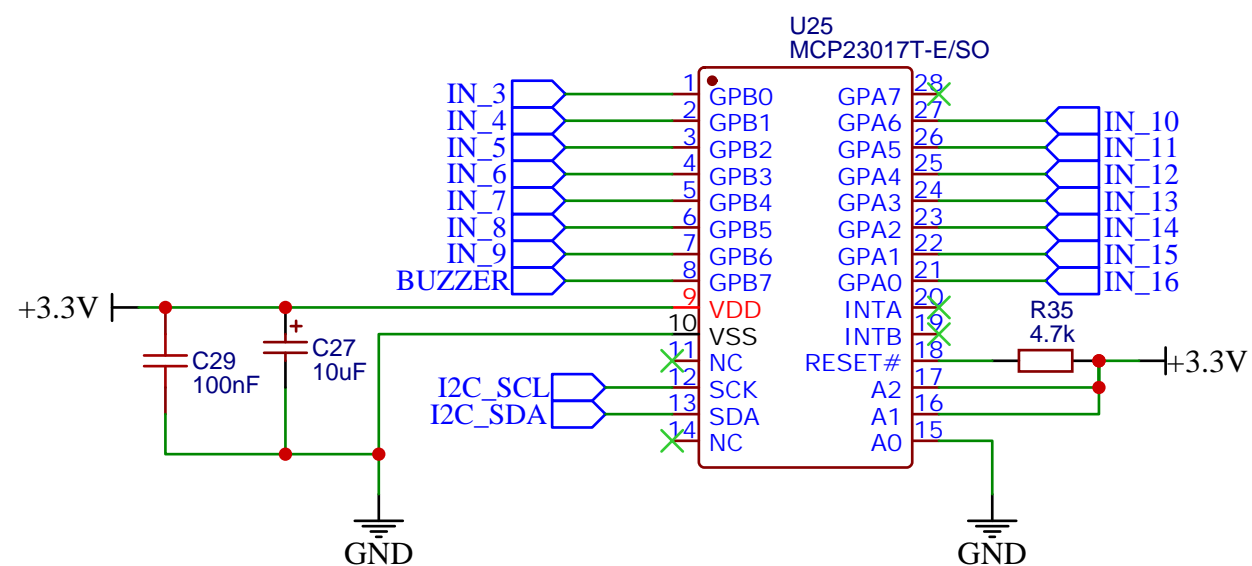 U25
MCP23017T-E/SO
IN_3 1 GPB0 GPA7 28
IN_4 2 GPB1 GPA6 27 IN_10
IN_5 3 GPB2 GPA5 26 IN_11
IN_6 4 GPB3 GPA4 25 IN_12
IN_7 5 GPB4 GPA3 24 IN_13
IN_8 6 GPB5 GPA2 23 IN_14
IN_9 7 GPB6 GPA1 22 IN_15
BUZZER 8 GPB7 GPA0 21 IN_16
+3.3V 9 VDD INTA 20 R35
10 VSS INTB 19 4.7k
+ C27
10uF
C29
100nF
11 NC RESET# 18 +3.3V
I2C_SCL 12 SCK A2 17
I2C_SDA 13 SDA A1 16
14 NC A0 15
GND GND